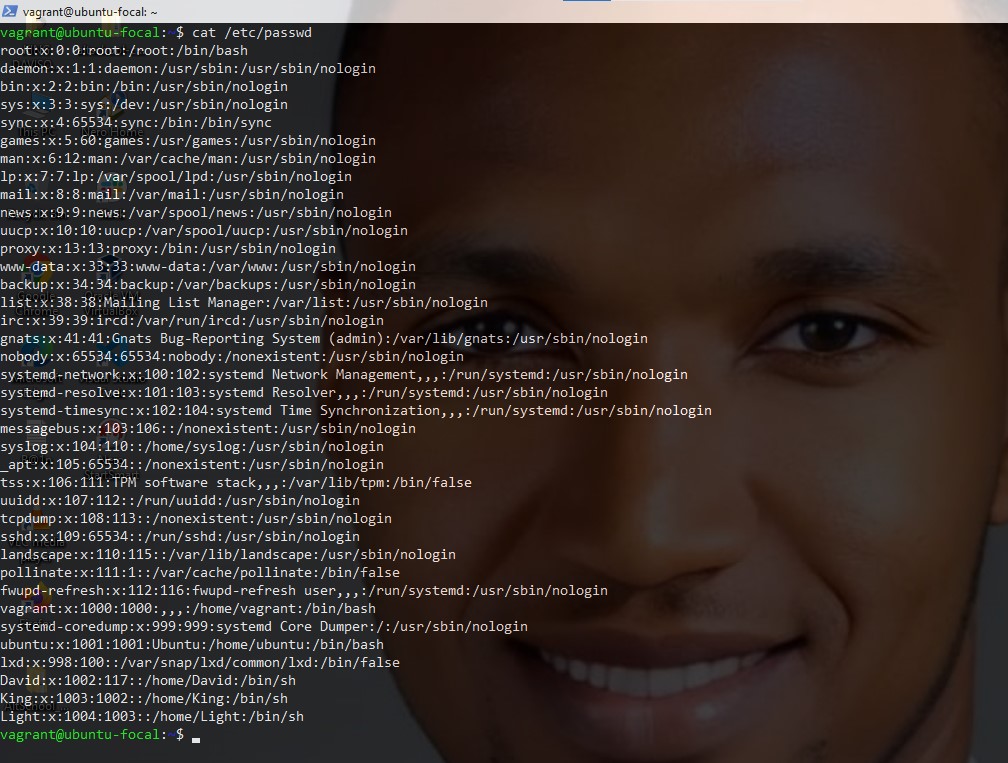 vagrant@ubuntu-focal: ~
vagrant@ubuntu-focal:~$ cat /etc/passwd
root:x:0:0:root:/root:/bin/bash
daemon:x:1:1:daemon:/usr/sbin:/usr/sbin/nologin
bin:x:2:2:bin:/bin:/usr/sbin/nologin
sys:x:3:3:sys:/dev:/usr/sbin/nologin
sync:x:4:65534:sync:/bin:/bin/sync
games:x:5:60:games:/usr/games:/usr/sbin/nologin
man:x:6:12:man:/var/cache/man:/usr/sbin/nologin
lp:x:7:7:lp:/var/spool/lpd:/usr/sbin/nologin
mail:x:8:8:mail:/var/mail:/usr/sbin/nologin
news:x:9:9:news:/var/spool/news:/usr/sbin/nologin
uucp:x:10:10:uucp:/var/spool/uucp:/usr/sbin/nologin
proxy:x:13:13:proxy:/bin:/usr/sbin/nologin
www-data:x:33:33:www-data:/var/www:/usr/sbin/nologin
backup:x:34:34:backup:/var/backups:/usr/sbin/nologin
list:x:38:38:Mailing List Manager:/var/list:/usr/sbin/nologin
irc:x:39:39:ircd:/var/run/ircd:/usr/sbin/nologin
gnats:x:41:41:Gnats Bug-Reporting System (admin):/var/lib/gnats:/usr/sbin/nologin
nobody:x:65534:65534:nobody:/nonexistent:/usr/sbin/nologin
systemd-network:x:100:102:systemd Network Management,,,:/run/systemd:/usr/sbin/nologin
systemd-resolve:x:101:103:systemd Resolver,,,:/run/systemd:/usr/sbin/nologin
systemd-timesync:x:102:104:systemd Time Synchronization,,,:/run/systemd:/usr/sbin/nologin
messagebus:x:103:106::/nonexistent:/usr/sbin/nologin
syslog:x:104:110::/home/syslog:/usr/sbin/nologin
_apt:x:105:65534::/nonexistent:/usr/sbin/nologin
tss:x:106:111:TPM software stack,,,:/var/lib/tpm:/bin/false
uuidd:x:107:112::/run/uuidd:/usr/sbin/nologin
tcpdump:x:108:113::/nonexistent:/usr/sbin/nologin
sshd:x:109:65534::/run/sshd:/usr/sbin/nologin
landscape:x:110:115::/var/lib/landscape:/usr/sbin/nologin
pollinate:x:111:1::/var/cache/pollinate:/bin/false
fwupd-refresh:x:112:116:fwupd-refresh user,,,:/run/systemd:/usr/sbin/nologin
vagrant:x:1000:1000:,,,:/home/vagrant:/bin/bash
systemd-coredump:x:999:999:systemd Core Dumper:/:/usr/sbin/nologin
ubuntu:x:1001:1001:Ubuntu:/home/ubuntu:/bin/bash
lxd:x:998:100::/var/snap/lxd/common/lxd:/bin/false
David:x:1002:117::/home/David:/bin/sh
King:x:1003:1002::/home/King:/bin/sh
Light:x:1004:1003::/home/Light:/bin/sh
vagrant@ubuntu-focal:~$